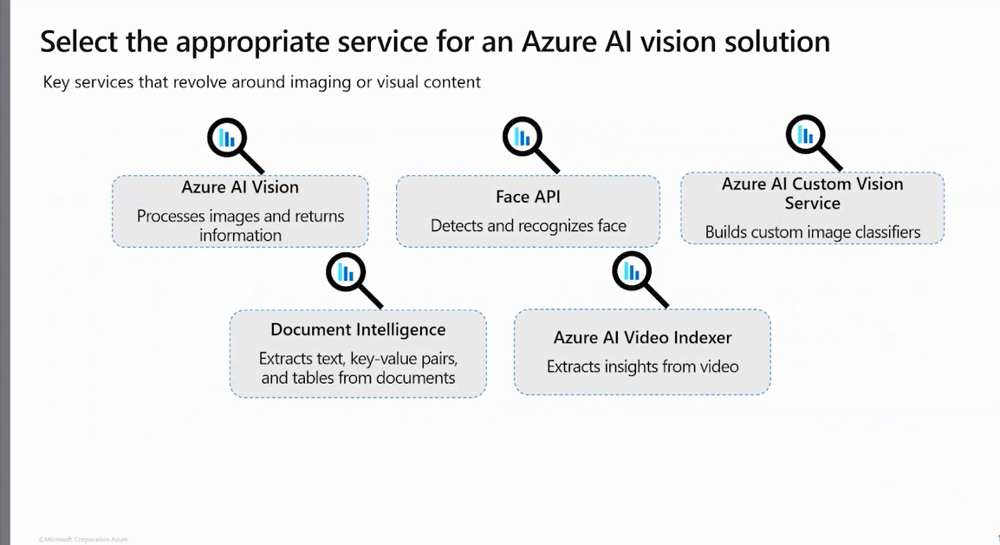 Select the appropriate service for an Azure AI vision solution
Key services that revolve around imaging or visual content
Azure AI Vision
Processes images and returns
information
Face API
Detects and recognizes face
Azure AI Custom Vision
Service
Builds custom image classifiers
Document Intelligence
Extracts text, key-value pairs,
and tables from documents
Azure AI Video Indexer
Extracts insights from video
©Microsoft Corporation Azure